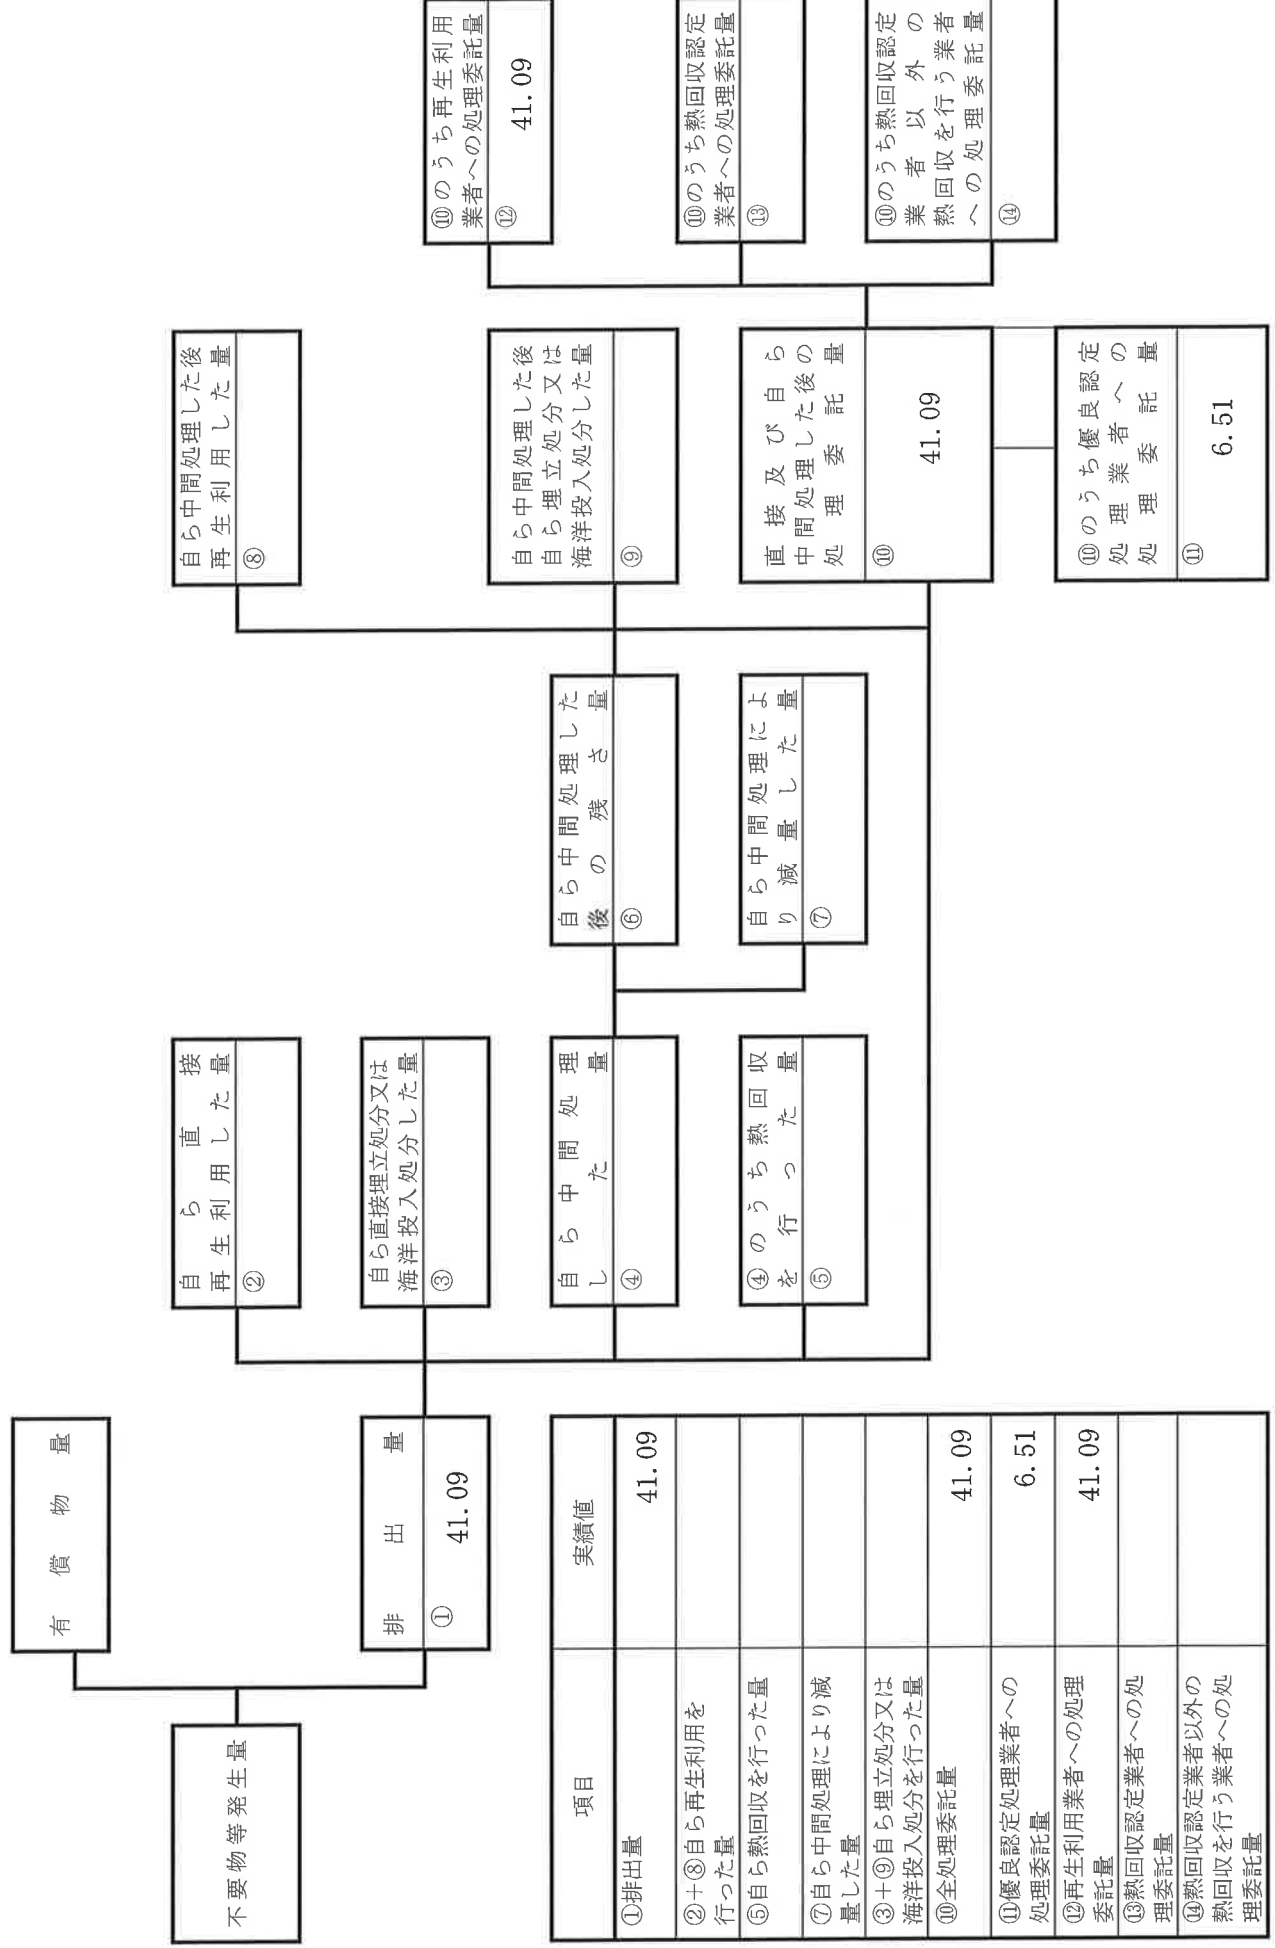 有償物量
不要物等発生量
排出量
①
41.09
自ら直接
再生利用した量
②
自ら直接埋立処分又は
海洋投入処分した量
③
自ら中間処理
した量
④
④のうち熱回収
を行った量
⑤
自ら中間処理した
後の残さ量
⑥
自ら中間処理によ
り減量した量
⑦
自ら中間処理した後
再生利用した量
⑧
自ら中間処理した後
自ら埋立処分又は
海洋投入処分した量
⑨
直接及び自ら
中間処理した後の
処理委託量
⑩
41.09
⑩のうち優良認定
処理業者への
処理委託量
⑪
6.51
⑩のうち再生利用
業者への処理委託量
⑫
41.09
⑩のうち熱回収認定
業者への処理委託量
⑬
⑩のうち熱回収認定
業者以外の
熱回収を行う業者
への処理委託量
⑭
項目 実績値
①排出量 41.09
②+⑧自ら再生利用を
行った量
⑤自ら熱回収を行った量
⑦自ら中間処理により減
量した量
③+⑨自ら埋立処分又は
海洋投入処分を行った量
⑩全処理委託量 41.09
⑪優良認定処理業者への
処理委託量 6.51
⑫再生利用業者への処理
委託量 41.09
⑬熱回収認定業者への処
理委託量
⑭熱回収認定業者以外の
熱回収を行う業者への処
理委託量